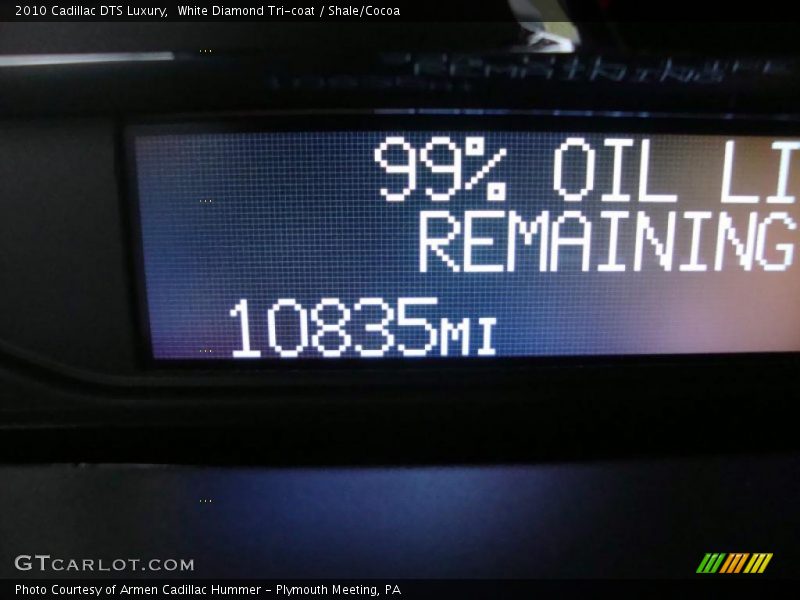 2010 Cadillac DTS Luxury,  White Diamond Tri-coat / Shale/Cocoa
99% OIL LI
REMAINING
10835MI
GTCARLOT.COM
Photo Courtesy of Armen Cadillac Hummer - Plymouth Meeting, PA